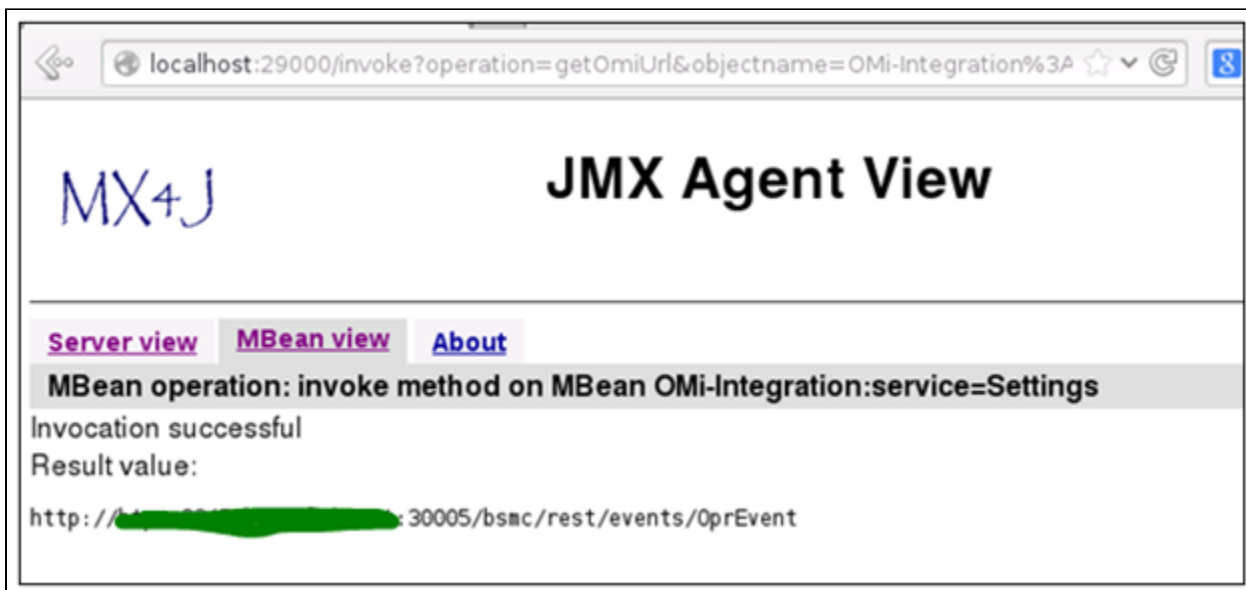 localhost:29000/invoke?operation=getOmiUrl&objectname=OMi-Integration%3A
8
MX4J
JMX Agent View
Server view MBean view About
MBean operation: invoke method on MBean OMi-Integration:service=Settings
Invocation successful
Result value:
http:// :30005/bsmc/rest/events/OprEvent